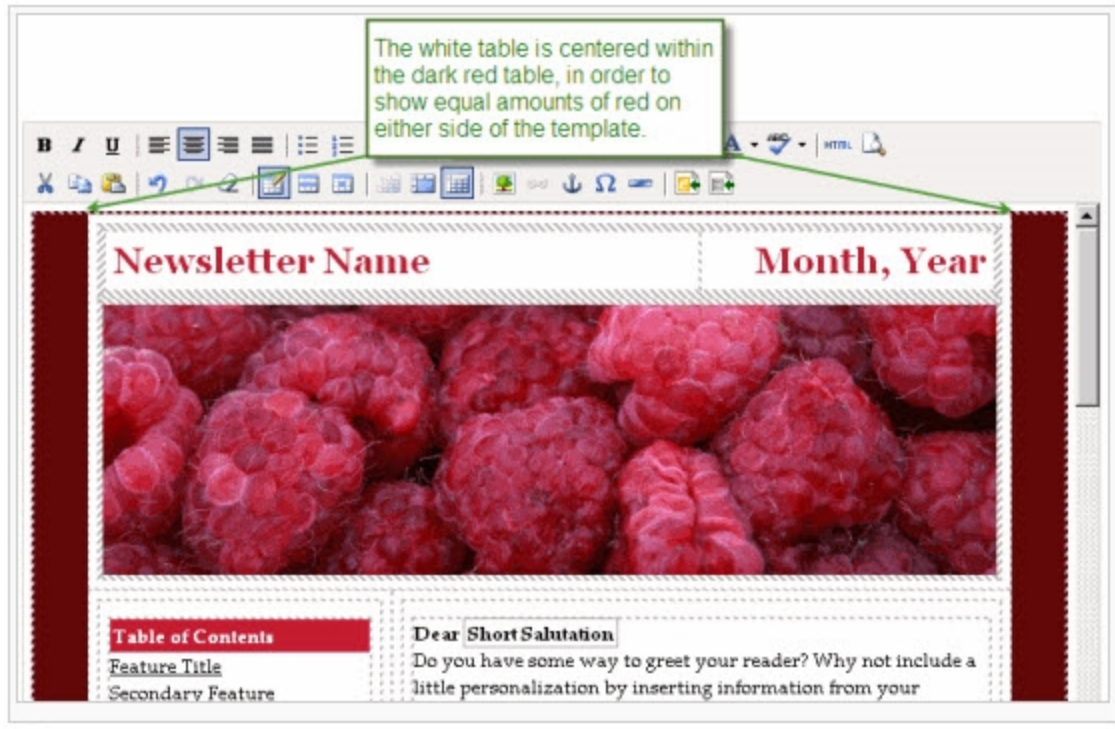 The white table is centered within
the dark red table, in order to
show equal amounts of red on
either side of the template.
B I U
A ABC HTML
Newsletter Name Month, Year
Table of Contents
Feature Title
Secondary Feature
Dear Short Salutation
Do you have some way to greet your reader? Why not include a
little personalization by inserting information from your